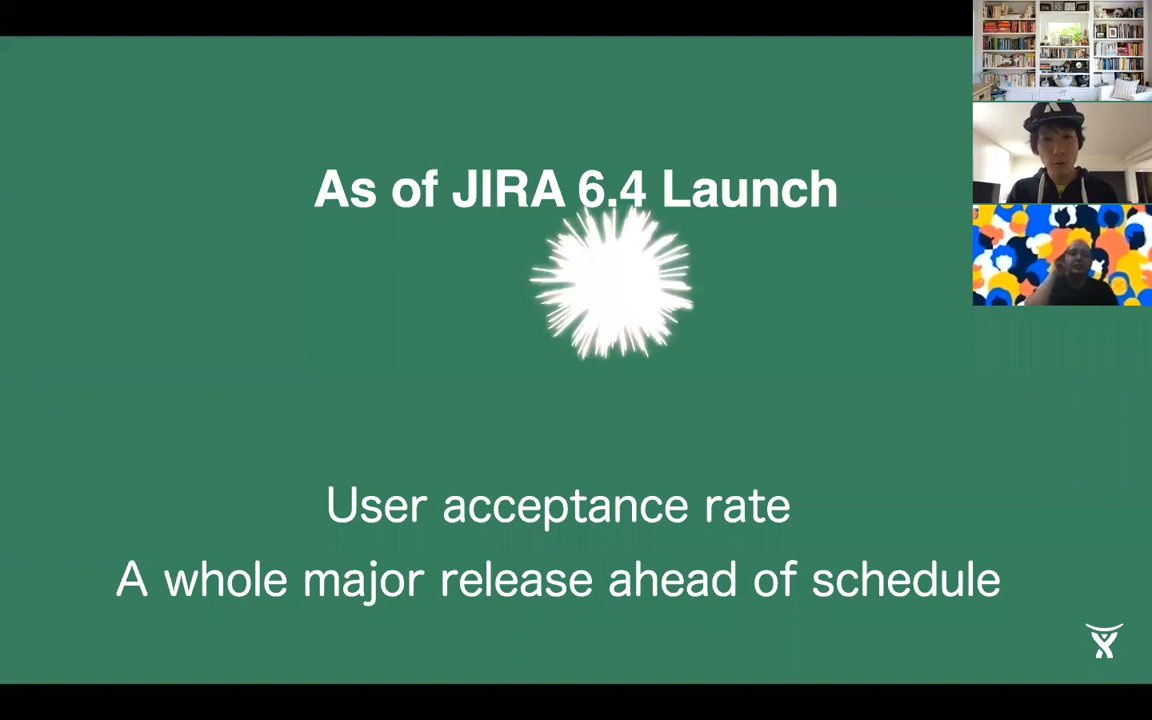 As of JIRA 6.4 Launch
User acceptance rate
A whole major release ahead of schedule